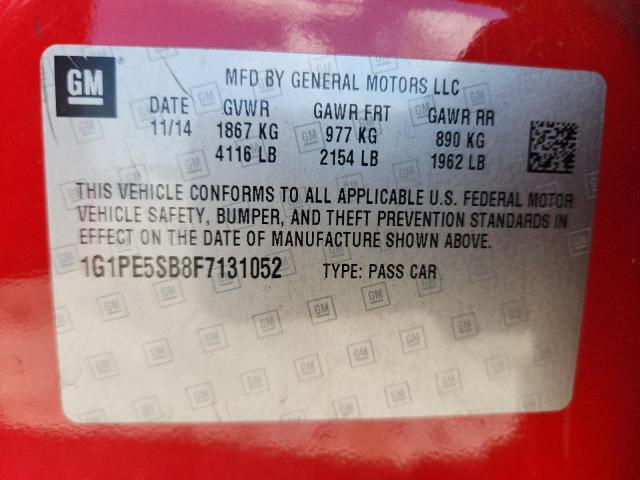 GM
MFD BY GENERAL MOTORS LLC
DATE GVWR GAWR FRT GAWR RR
11/14 1867 KG 977 KG 890 KG
4116 LB 2154 LB 1962 LB
THIS VEHICLE CONFORMS TO ALL APPLICABLE U.S. FEDERAL MOTOR
VEHICLE SAFETY, BUMPER, AND THEFT PREVENTION STANDARDS IN
EFFECT ON THE DATE OF MANUFACTURE SHOWN ABOVE.
1G1PE5SB8F7131052 TYPE: PASS CAR